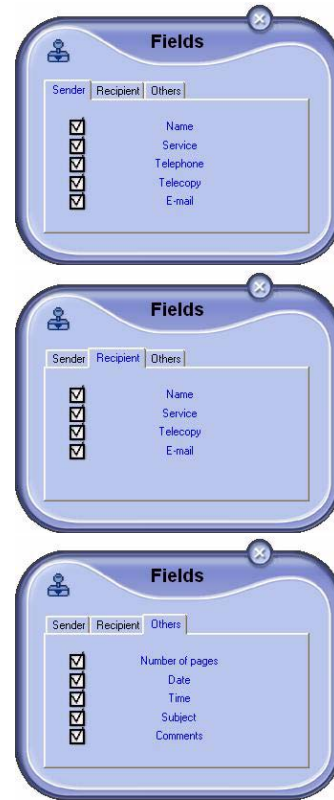 Fields
Sender Recipient Others
Name
Service
Telephone
Telecopy
E-mail
Fields
Sender Recipient Others
Name
Service
Telecopy
E-mail
Fields
Sender Recipient Others
Number of pages
Date
Time
Subject
Comments